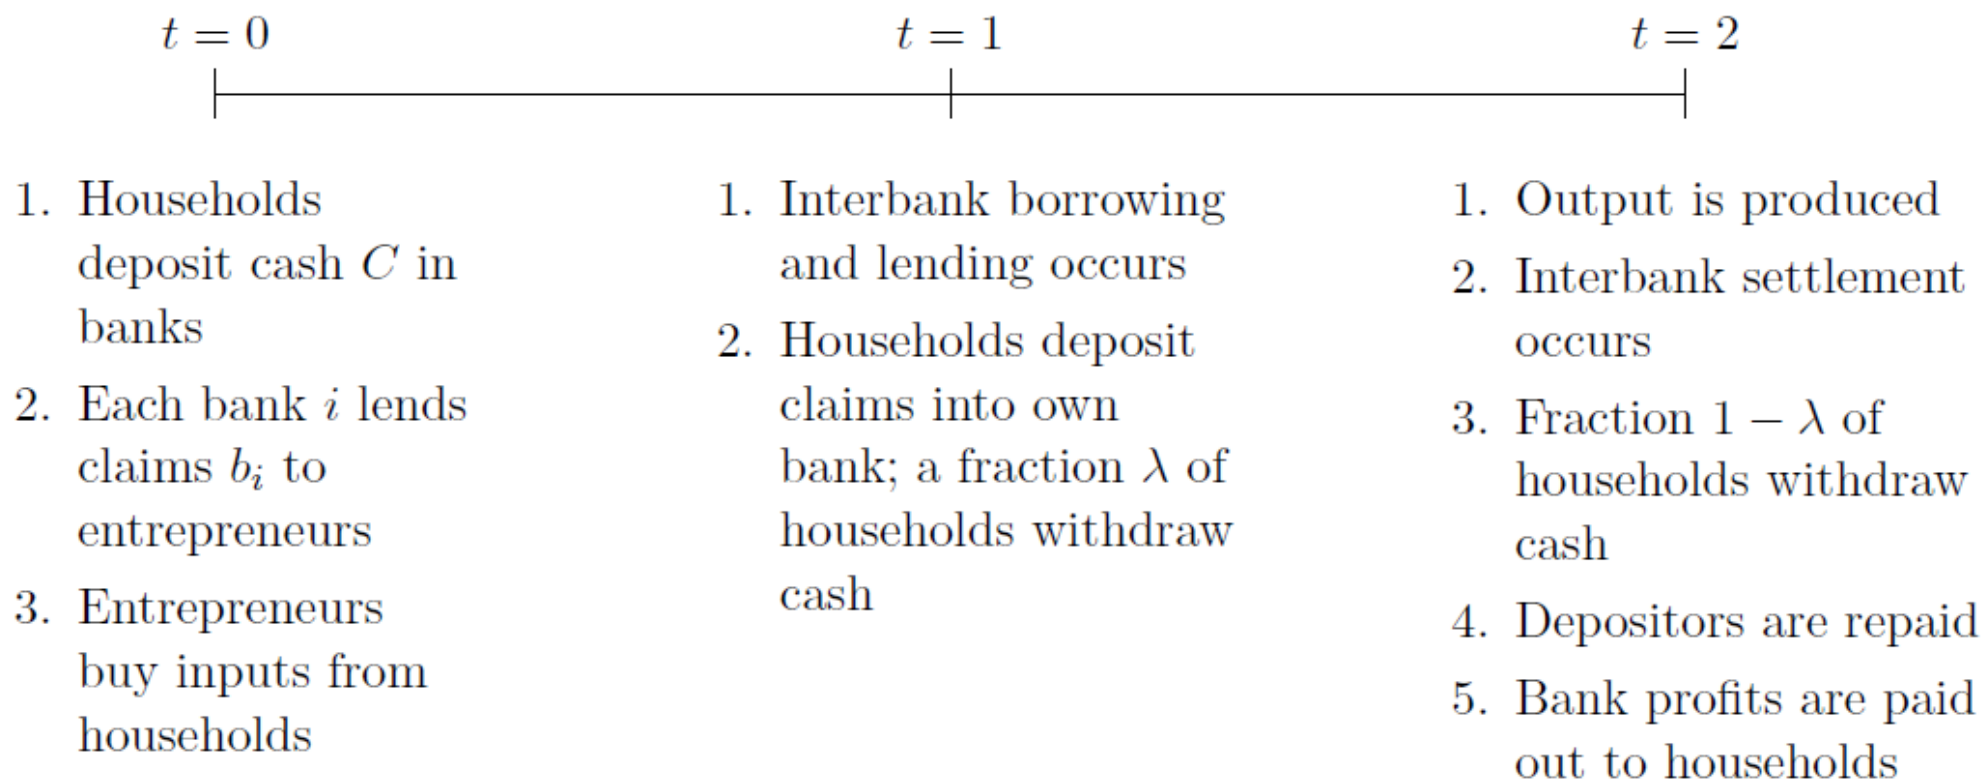 t = 0
t = 1
t = 2
1. Households
deposit cash C in
banks
2. Each bank i lends
claims b_i to
entrepreneurs
3. Entrepreneurs
buy inputs from
households
1. Interbank borrowing
and lending occurs
2. Households deposit
claims into own
bank; a fraction λ of
households withdraw
cash
1. Output is produced
2. Interbank settlement
occurs
3. Fraction 1 − λ of
households withdraw
cash
4. Depositors are repaid
5. Bank profits are paid
out to households